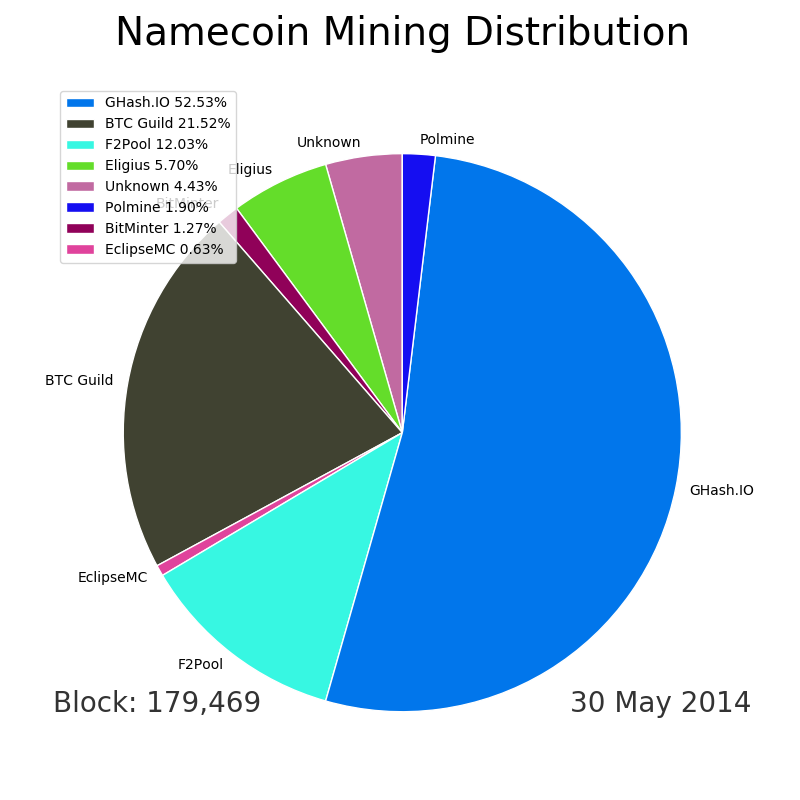 Namecoin Mining Distribution
GHash.IO 52.53%
BTC Guild 21.52%
F2Pool 12.03%
Eligius 5.70%
Unknown 4.43%
Polmine 1.90%
BitMinter 1.27%
EclipseMC 0.63%
Polmine
Unknown
Eligius
BitMinter
BTC Guild
GHash.IO
EclipseMC
F2Pool
Block: 179,469
30 May 2014